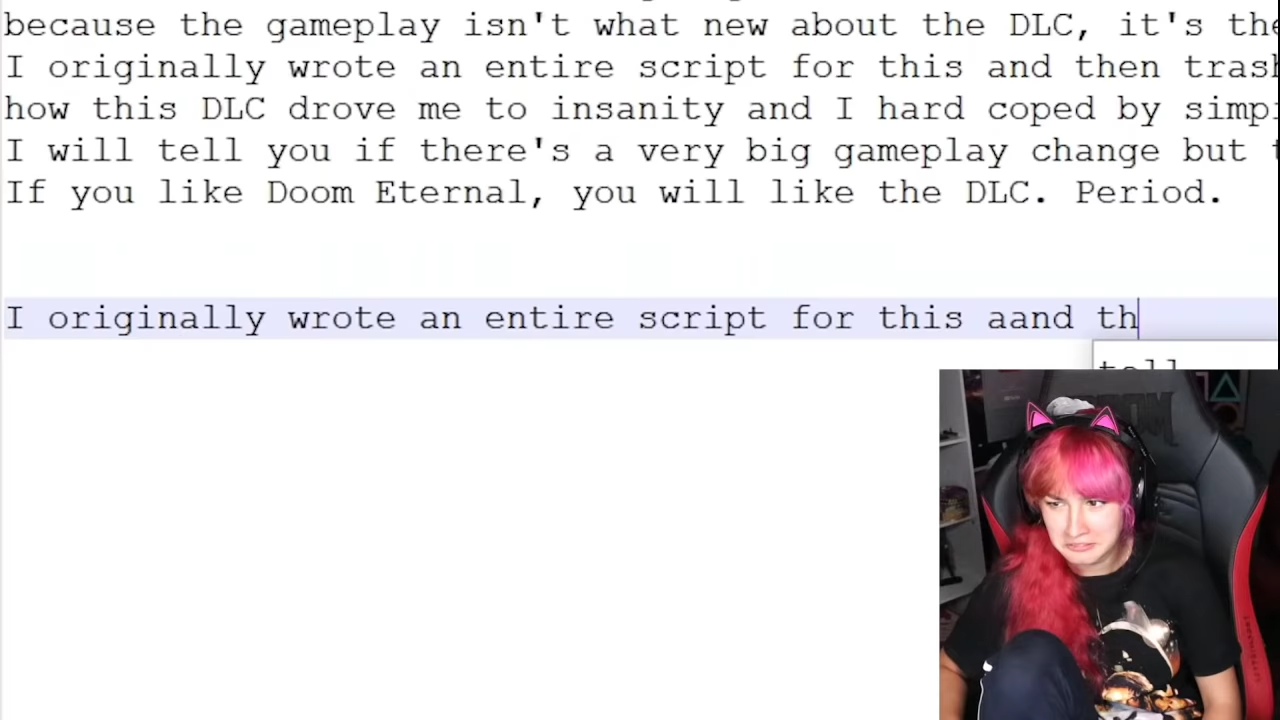 because the gameplay isn't what new about the DLC, it's the
I originally wrote an entire script for this and then
how this DLC drove me to insanity and I hard coped by
I will tell you if there's a very big gameplay change but
If you like Doom Eternal, you will like the DLC. Period.
I originally wrote an entire script for this aand th
tell